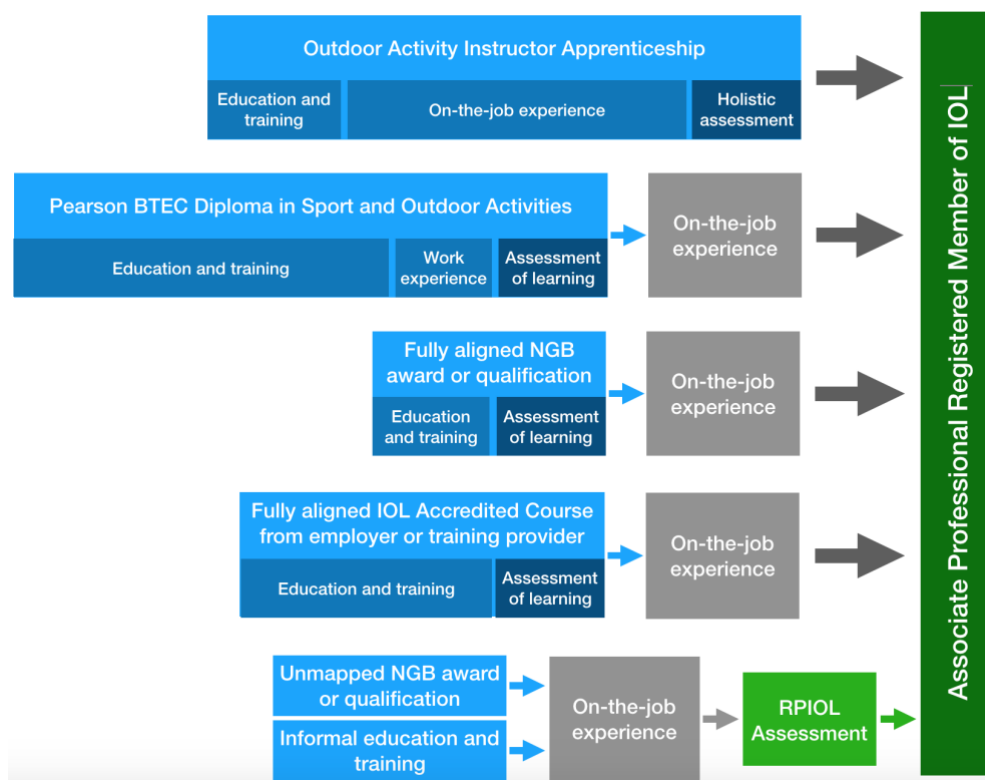 Outdoor Activity Instructor Apprenticeship
Education and
training
On-the-job experience
Holistic
assessment
Pearson BTEC Diploma in Sport and Outdoor Activities
Education and training
Work
experience
Assessment
of learning
On-the-job
experience
Fully aligned NGB
award or qualification
Education
and training
Assessment
of learning
On-the-job
experience
Fully aligned IOL Accredited Course
from employer or training provider
Education and training
Assessment
of learning
On-the-job
experience
Unmapped NGB award
or qualification
Informal education and
training
On-the-job
experience
RPIOL
Assessment
Associate Professional Registered Member of IOL